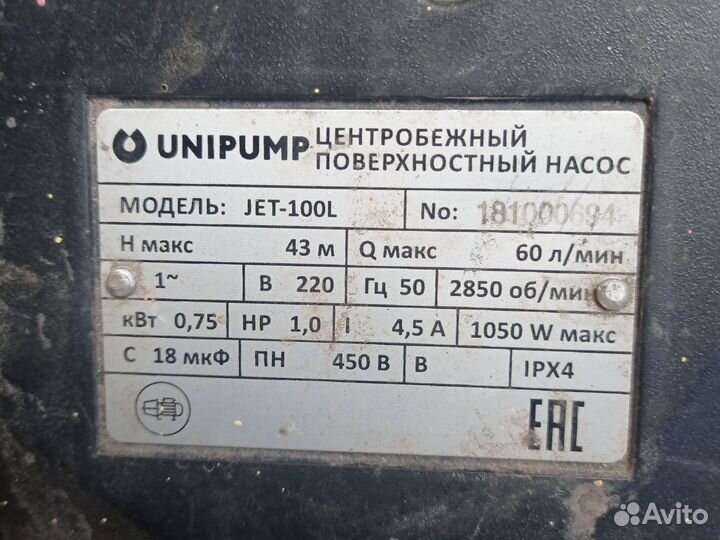 UNIPUMP ЦЕНТРОБЕЖНЫЙ
ПОВЕРХНОСТНЫЙ НАСОС
МОДЕЛЬ: JET-100L No: 181000694
Н макс 43 м Q макс 60 л/мин
1~ В 220 Гц 50 2850 об/мин
кВт 0,75 HP 1,0 I 4,5 А 1050 W макс
С 18 мкФ ПН 450 В В IPX4
EAC
Avito